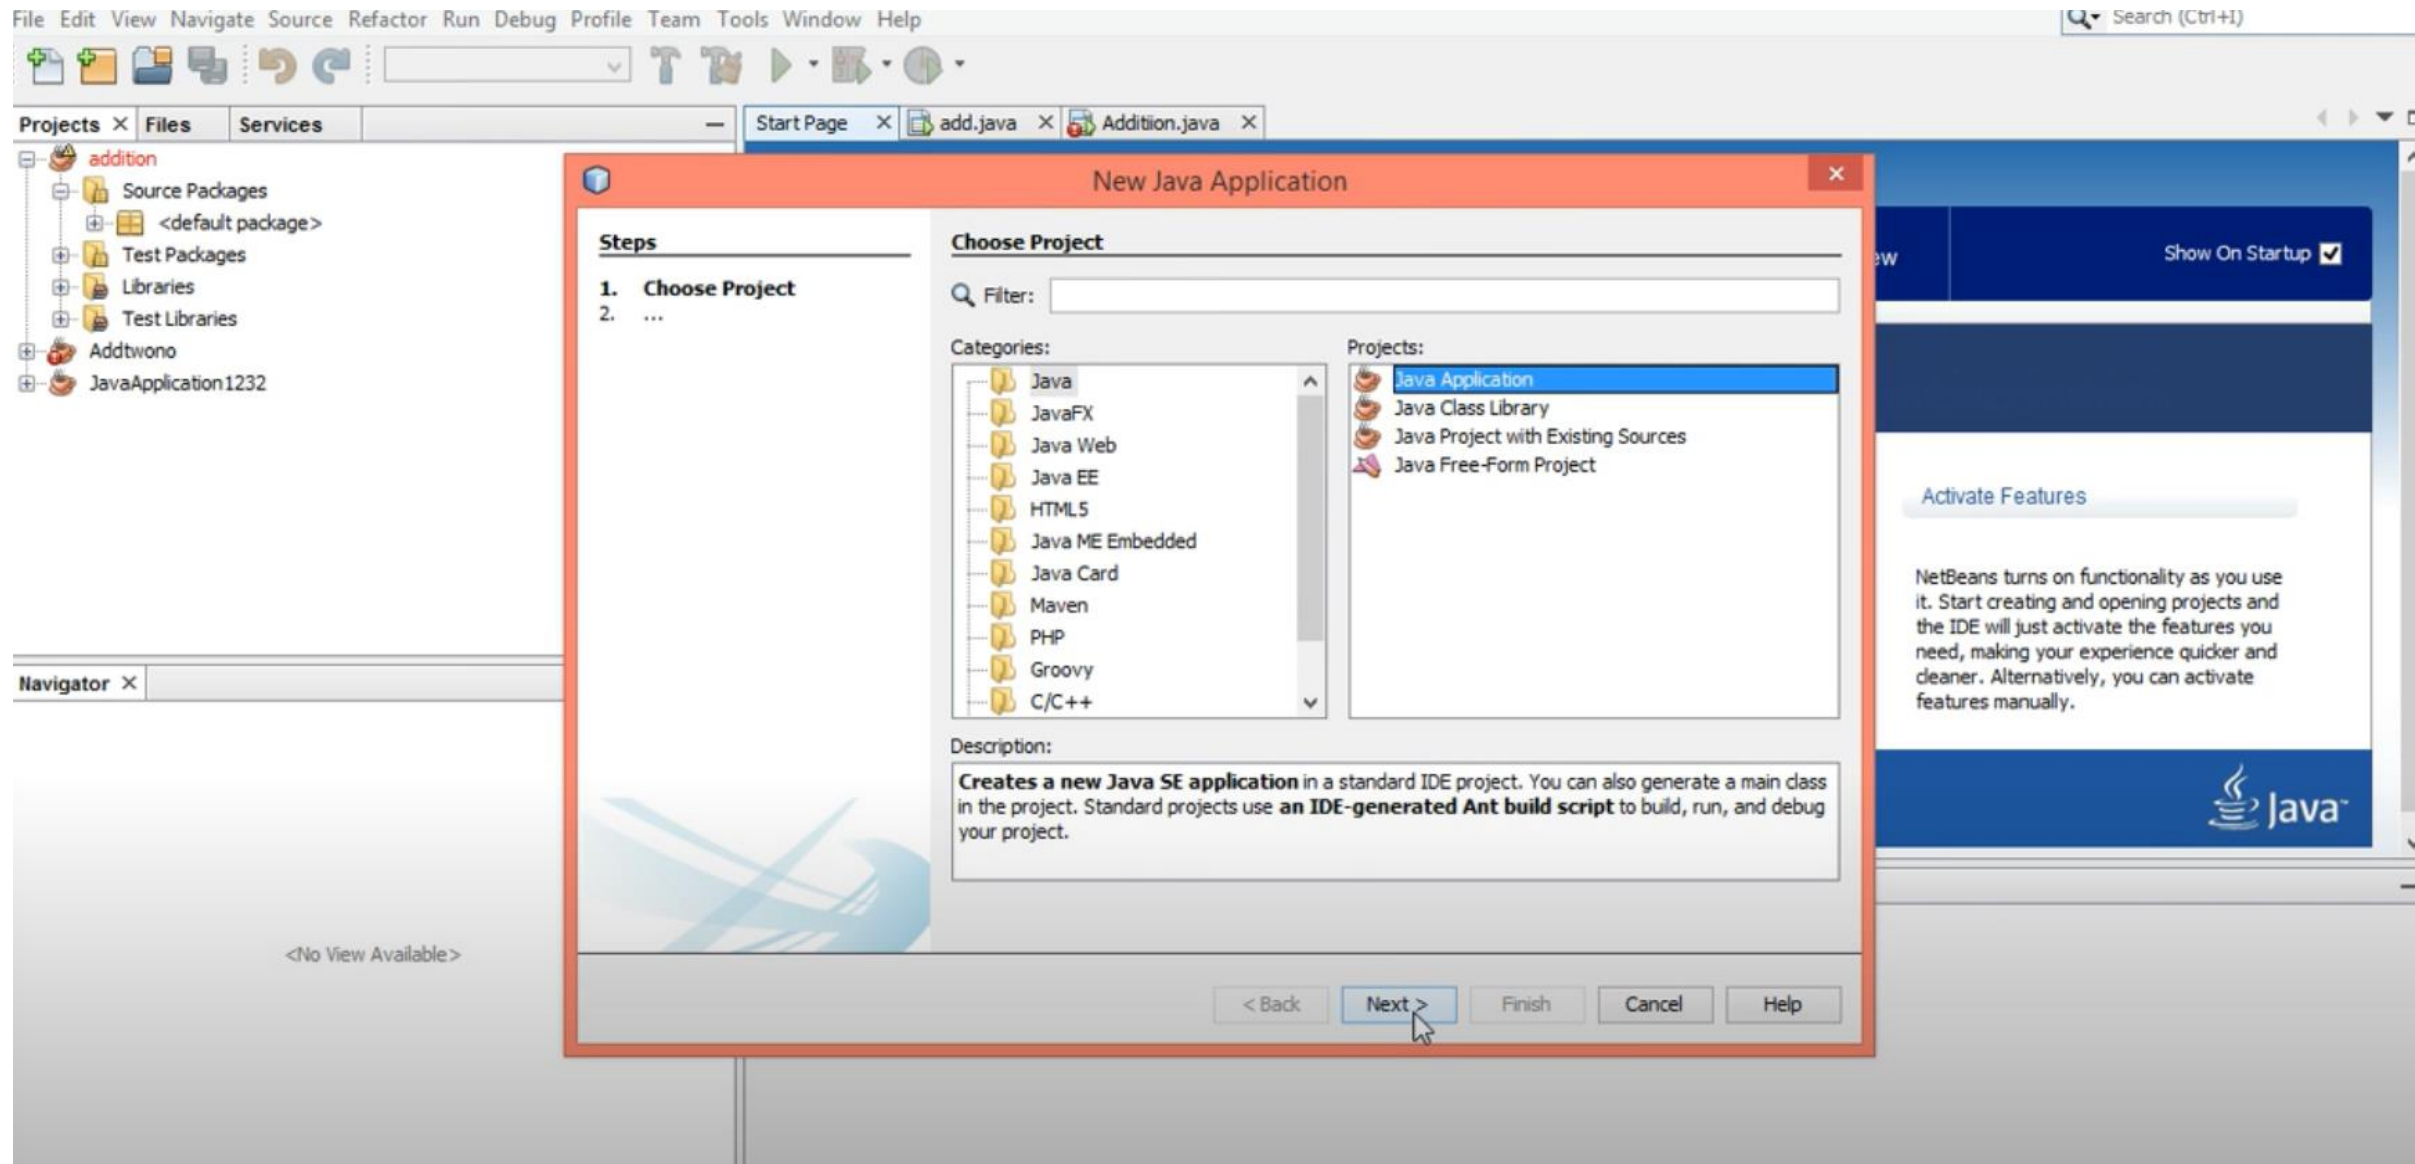 File Edit View Navigate Source Refactor Run Debug Profile Team Tools Window Help
Search (Ctrl+I)
Projects Files Services
Start Page add.java Additiion.java
addition
Source Packages
<default package>
Test Packages
Libraries
Test Libraries
Addtwono
JavaApplication1232
Navigator
<No View Available>
New Java Application
Steps
1. Choose Project
2. ...
Choose Project
Filter:
Categories:
Java
JavaFX
Java Web
Java EE
HTML5
Java ME Embedded
Java Card
Maven
PHP
Groovy
C/C++
Projects:
Java Application
Java Class Library
Java Project with Existing Sources
Java Free-Form Project
Description:
Creates a new Java SE application in a standard IDE project. You can also generate a main class
in the project. Standard projects use an IDE-generated Ant build script to build, run, and debug
your project.
< Back Next > Finish Cancel Help
ew
Show On Startup
Activate Features
NetBeans turns on functionality as you use
it. Start creating and opening projects and
the IDE will just activate the features you
need, making your experience quicker and
cleaner. Alternatively, you can activate
features manually.
Java